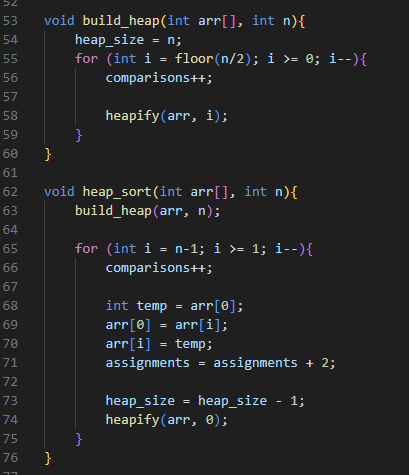 52
53 void build_heap(int arr[], int n){
54     heap_size = n;
55     for (int i = floor(n/2); i >= 0; i--){
56         comparisons++;
57
58         heapify(arr, i);
59     }
60 }
61
62 void heap_sort(int arr[], int n){
63     build_heap(arr, n);
64
65     for (int i = n-1; i >= 1; i--){
66         comparisons++;
67
68         int temp = arr[0];
69         arr[0] = arr[i];
70         arr[i] = temp;
71         assignments = assignments + 2;
72
73         heap_size = heap_size - 1;
74         heapify(arr, 0);
75     }
76 }
77